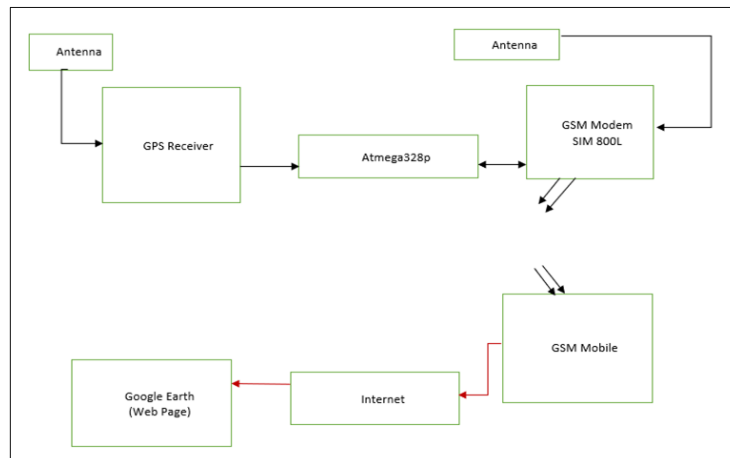 Antenna
Antenna
GPS Receiver
Atmega328p
GSM Modem
SIM 800L
GSM Mobile
Google Earth
(Web Page)
Internet